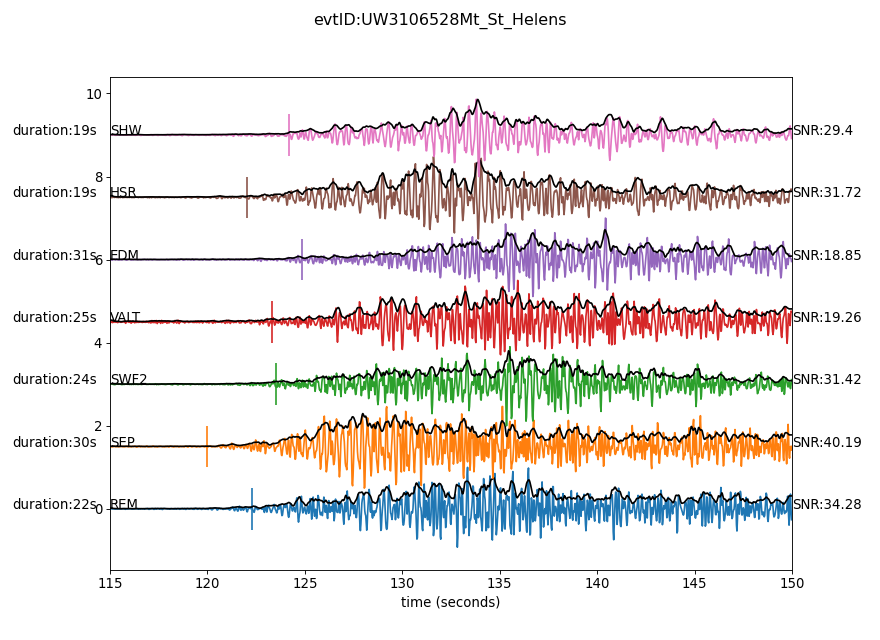 evtID:UW3106528Mt_St_Helens
10
duration:19s SHW SNR:29.4
8
duration:19s HSR SNR:31.72
duration:31s EDM SNR:18.85
6
duration:25s VALT SNR:19.26
4
duration:24s SWF2 SNR:31.42
2
duration:30s SEP SNR:40.19
duration:22s REM SNR:34.28
0
115 120 125 130 135 140 145 150
time (seconds)